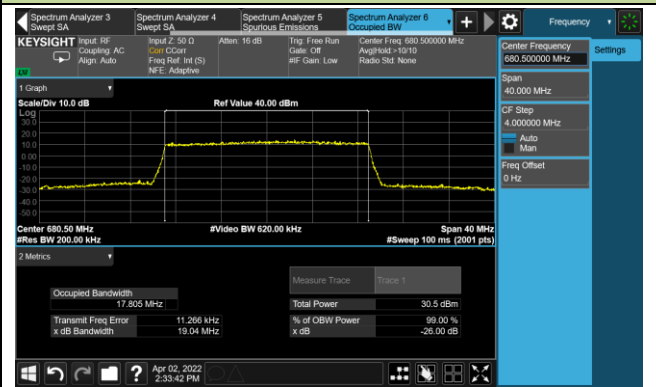 Spectrum Analyzer 3
Swept SA
Spectrum Analyzer 4
Swept SA
Spectrum Analyzer 5
Spurious Emissions
Spectrum Analyzer 6
Occupied BW
Frequency
KEYSIGHT
Input: RF
Coupling: AC
Align: Auto
Input Z: 50 Ω
Corr CCorr
Freq Ref: Int (S)
NFE: Adaptive
Atten: 16 dB
Trig: Free Run
Gate: Off
#IF Gain: Low
Center Freq: 680.500000 MHz
Avg|Hold:>10/10
Radio Std: None
Center Frequency
680.500000 MHz
Settings
Span
40.000 MHz
CF Step
4.000000 MHz
Auto
Man
Freq Offset
0 Hz
1 Graph
Scale/Div 10.0 dB
Ref Value 40.00 dBm
Log
30.0
20.0
10.0
0.00
-10.0
-20.0
-30.0
-40.0
-50.0
Center 680.50 MHz
#Video BW 620.00 kHz
Span 40 MHz
#Res BW 200.00 kHz
#Sweep 100 ms (2001 pts)
2 Metrics
Measure Trace
Trace 1
Occupied Bandwidth
17.805 MHz
Total Power
30.5 dBm
Transmit Freq Error
11.266 kHz
% of OBW Power
99.00 %
x dB Bandwidth
19.04 MHz
x dB
-26.00 dB
Apr 02, 2022
2:33:42 PM